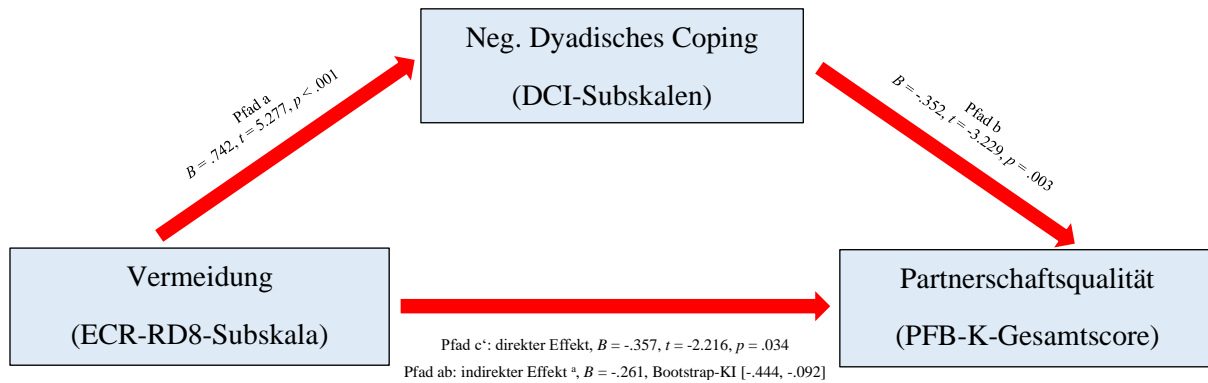 Neg. Dyadisches Coping
(DCI-Subskalen)
Pfad a
B = .742, t = 5.277, p < .001
Pfad b
B = -.352, t = -3.229, p = .003
Vermeidung
(ECR-RD8-Subskala)
Partnerschaftsqualität
(PFB-K-Gesamtscore)
Pfad c‘: direkter Effekt, B = -.357, t = -2.216, p = .034
Pfad ab: indirekter Effekt ᵃ, B = -.261, Bootstrap-KI [-.444, -.092]